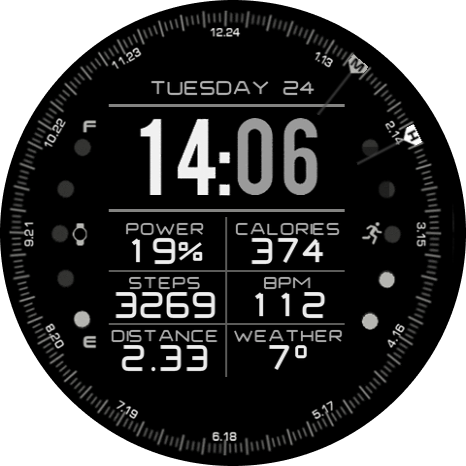 12.24
11.23
1.13
M
TUESDAY 24
F
H
10.22
2.14
14:06
9.21
3.15
POWER CALORIES
19% 374
STEPS BPM
3269 112
DISTANCE WEATHER
2.33 7°
E
8.20
4.16
7.19
5.17
6.18